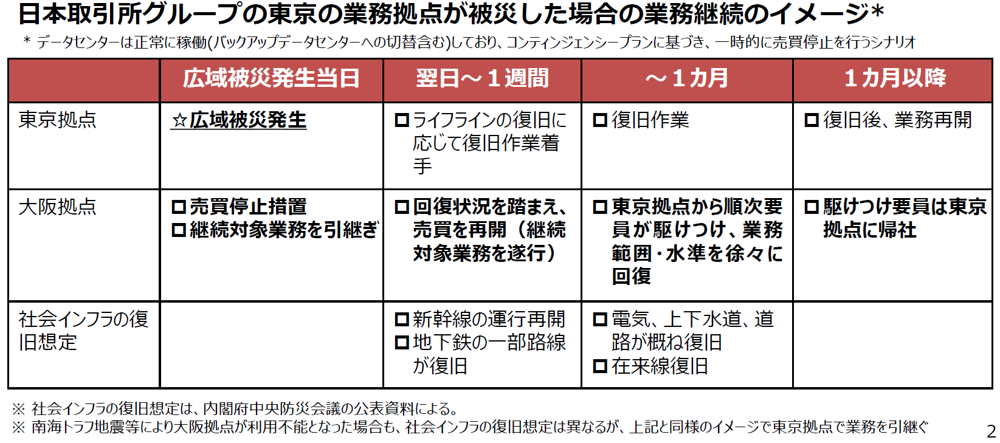 日本取引所グループの東京の業務拠点が被災した場合の業務継続のイメージ*
* データセンターは正常に稼働(バックアップデータセンターへの切替含む)しており、コンティンジェンシープランに基づき、一時的に売買停止を行うシナリオ
広域被災発生当日
翌日～１週間
～１カ月
１カ月以降
東京拠点
☆広域被災発生
ライフラインの復旧に
応じて復旧作業着
手
復旧作業
復旧後、業務再開
大阪拠点
売買停止措置
継続対象業務を引継ぎ
回復状況を踏まえ、
売買を再開（継続
対象業務を遂行）
東京拠点から順次要
員が駆けつけ、業務
範囲・水準を徐々に
回復
駆けつけ要員は東京
拠点に帰社
社会インフラの復
旧想定
新幹線の運行再開
地下鉄の一部路線
が復旧
電気、上下水道、道
路が概ね復旧
在来線復旧
※ 社会インフラの復旧想定は、内閣府中央防災会議の公表資料による。
※ 南海トラフ地震等により大阪拠点が利用不能となった場合も、社会インフラの復旧想定は異なるが、上記と同様のイメージで東京拠点で業務を引継ぐ
2